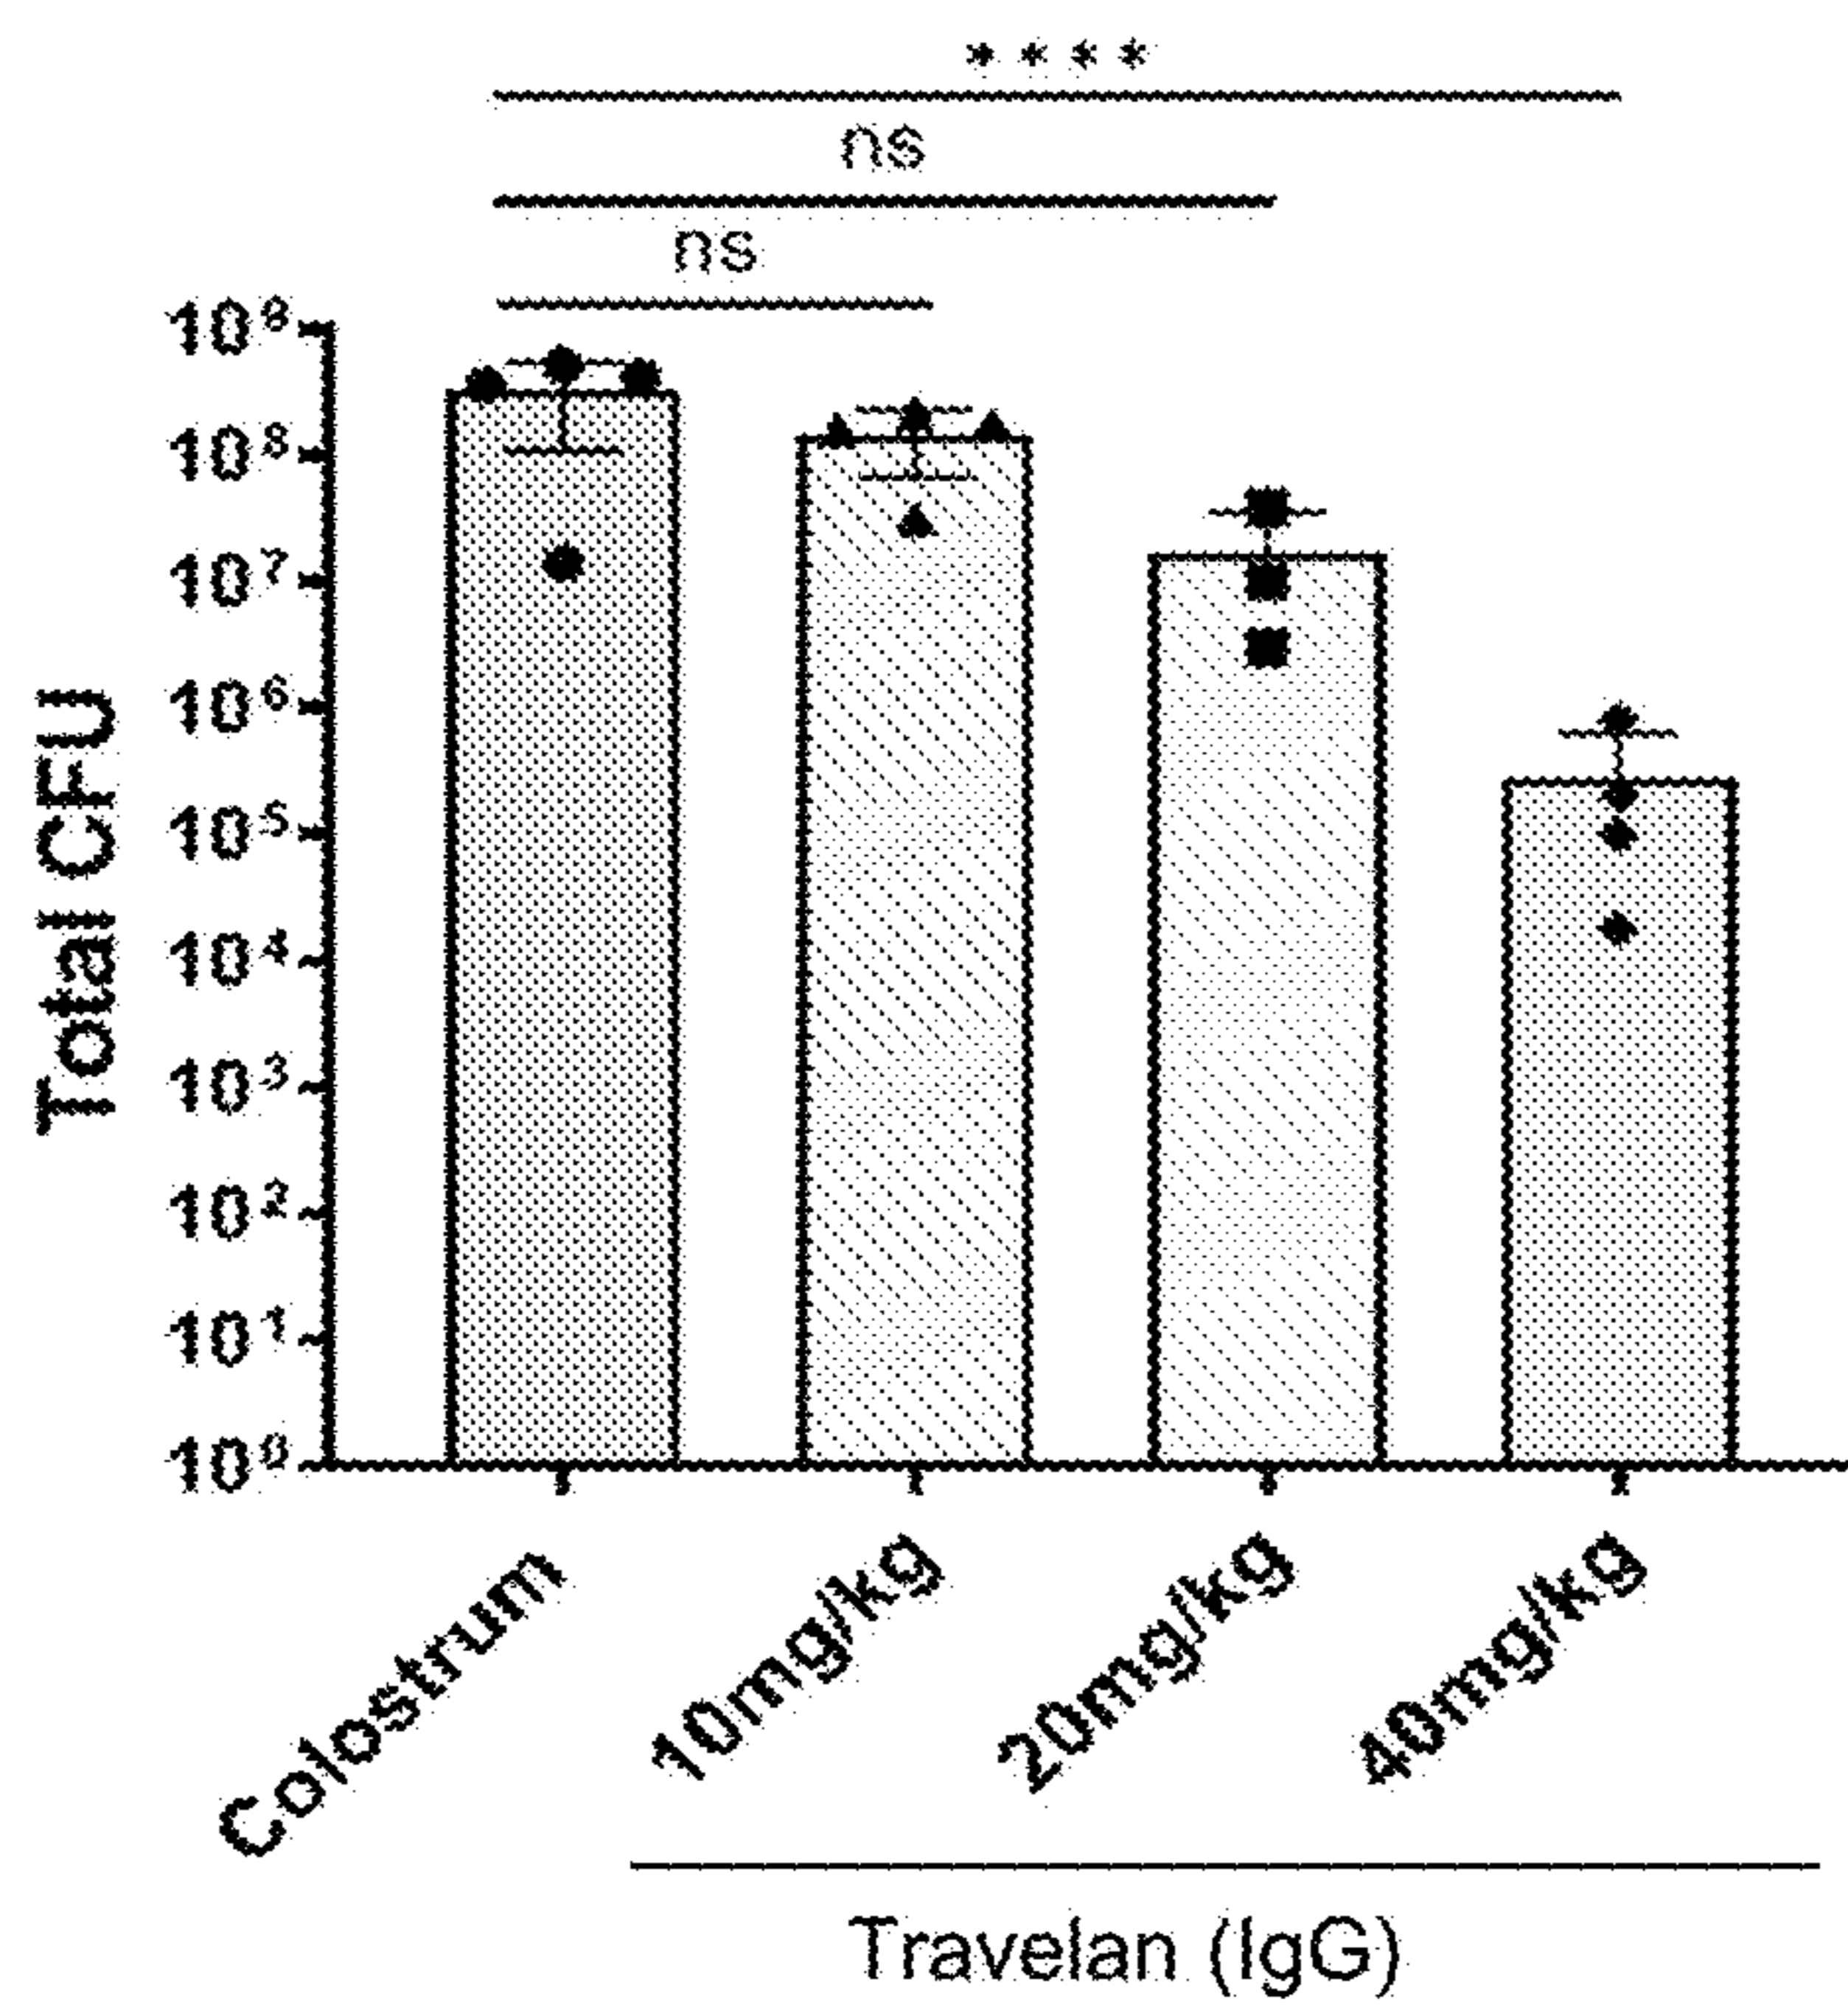 * * * *
ns
ns
10⁹
10⁸
10⁷
10⁶
10⁵
10⁴
10³
10²
10¹
10⁰
Total CFU
Colostrum
10mg/kg
20mg/kg
40mg/kg
Travelan (IgG)